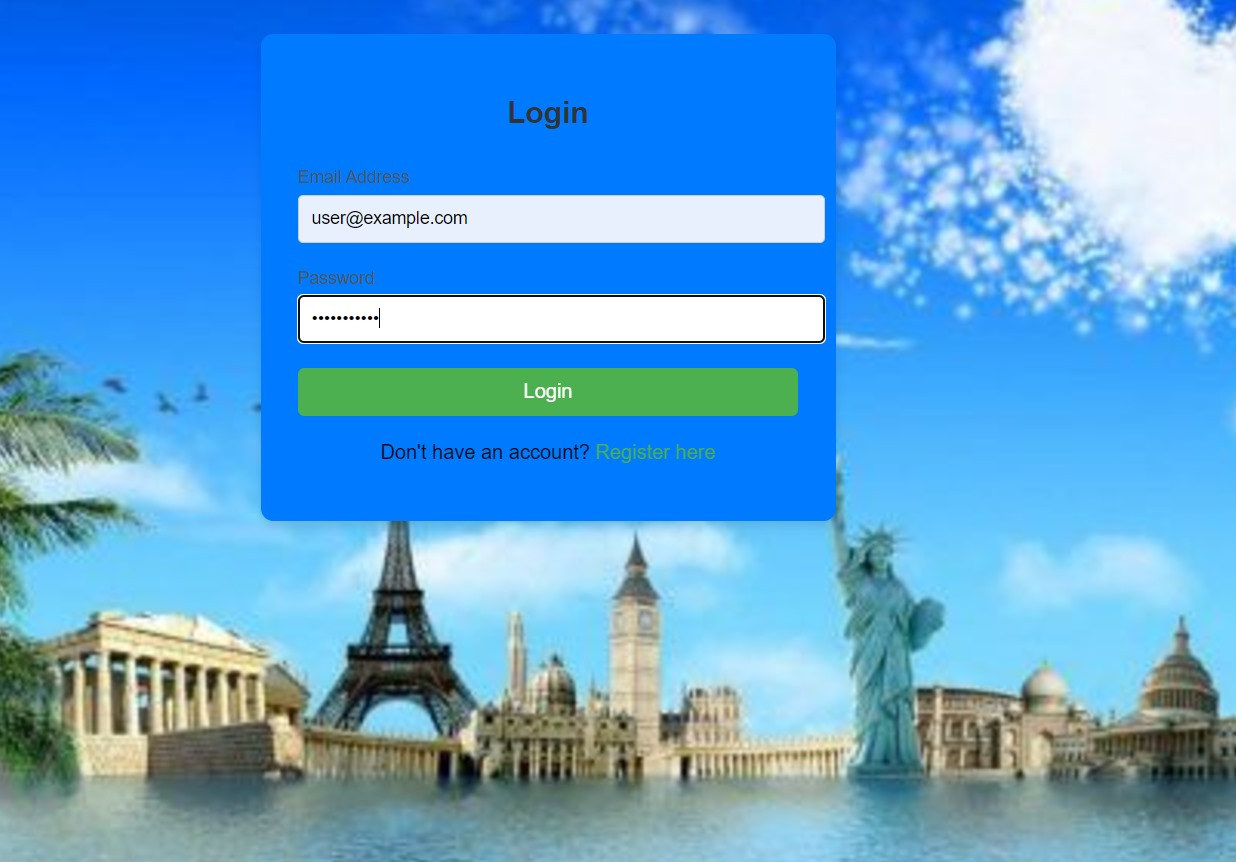 Login
Email Address
user@example.com
Password
•••••••••••
Login
Don't have an account? Register here